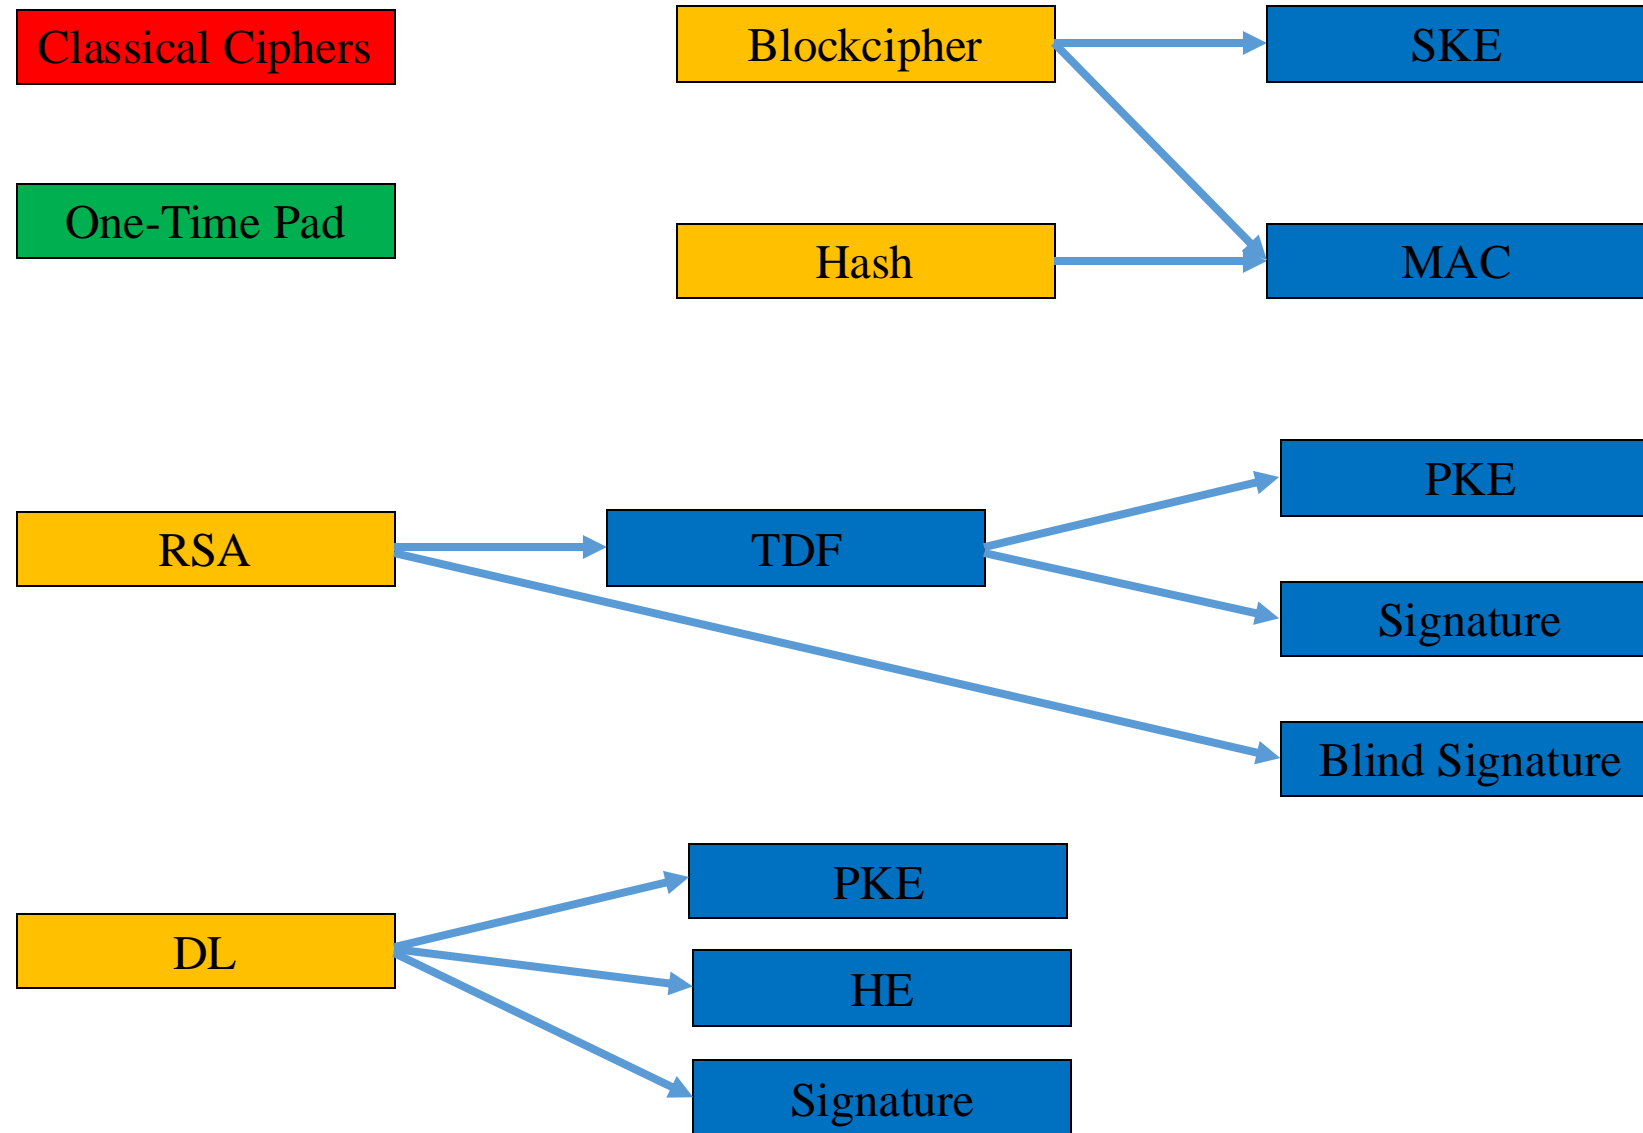 Classical Ciphers
Blockcipher
SKE
One-Time Pad
Hash
MAC
PKE
RSA
TDF
Signature
Blind Signature
PKE
DL
HE
Signature